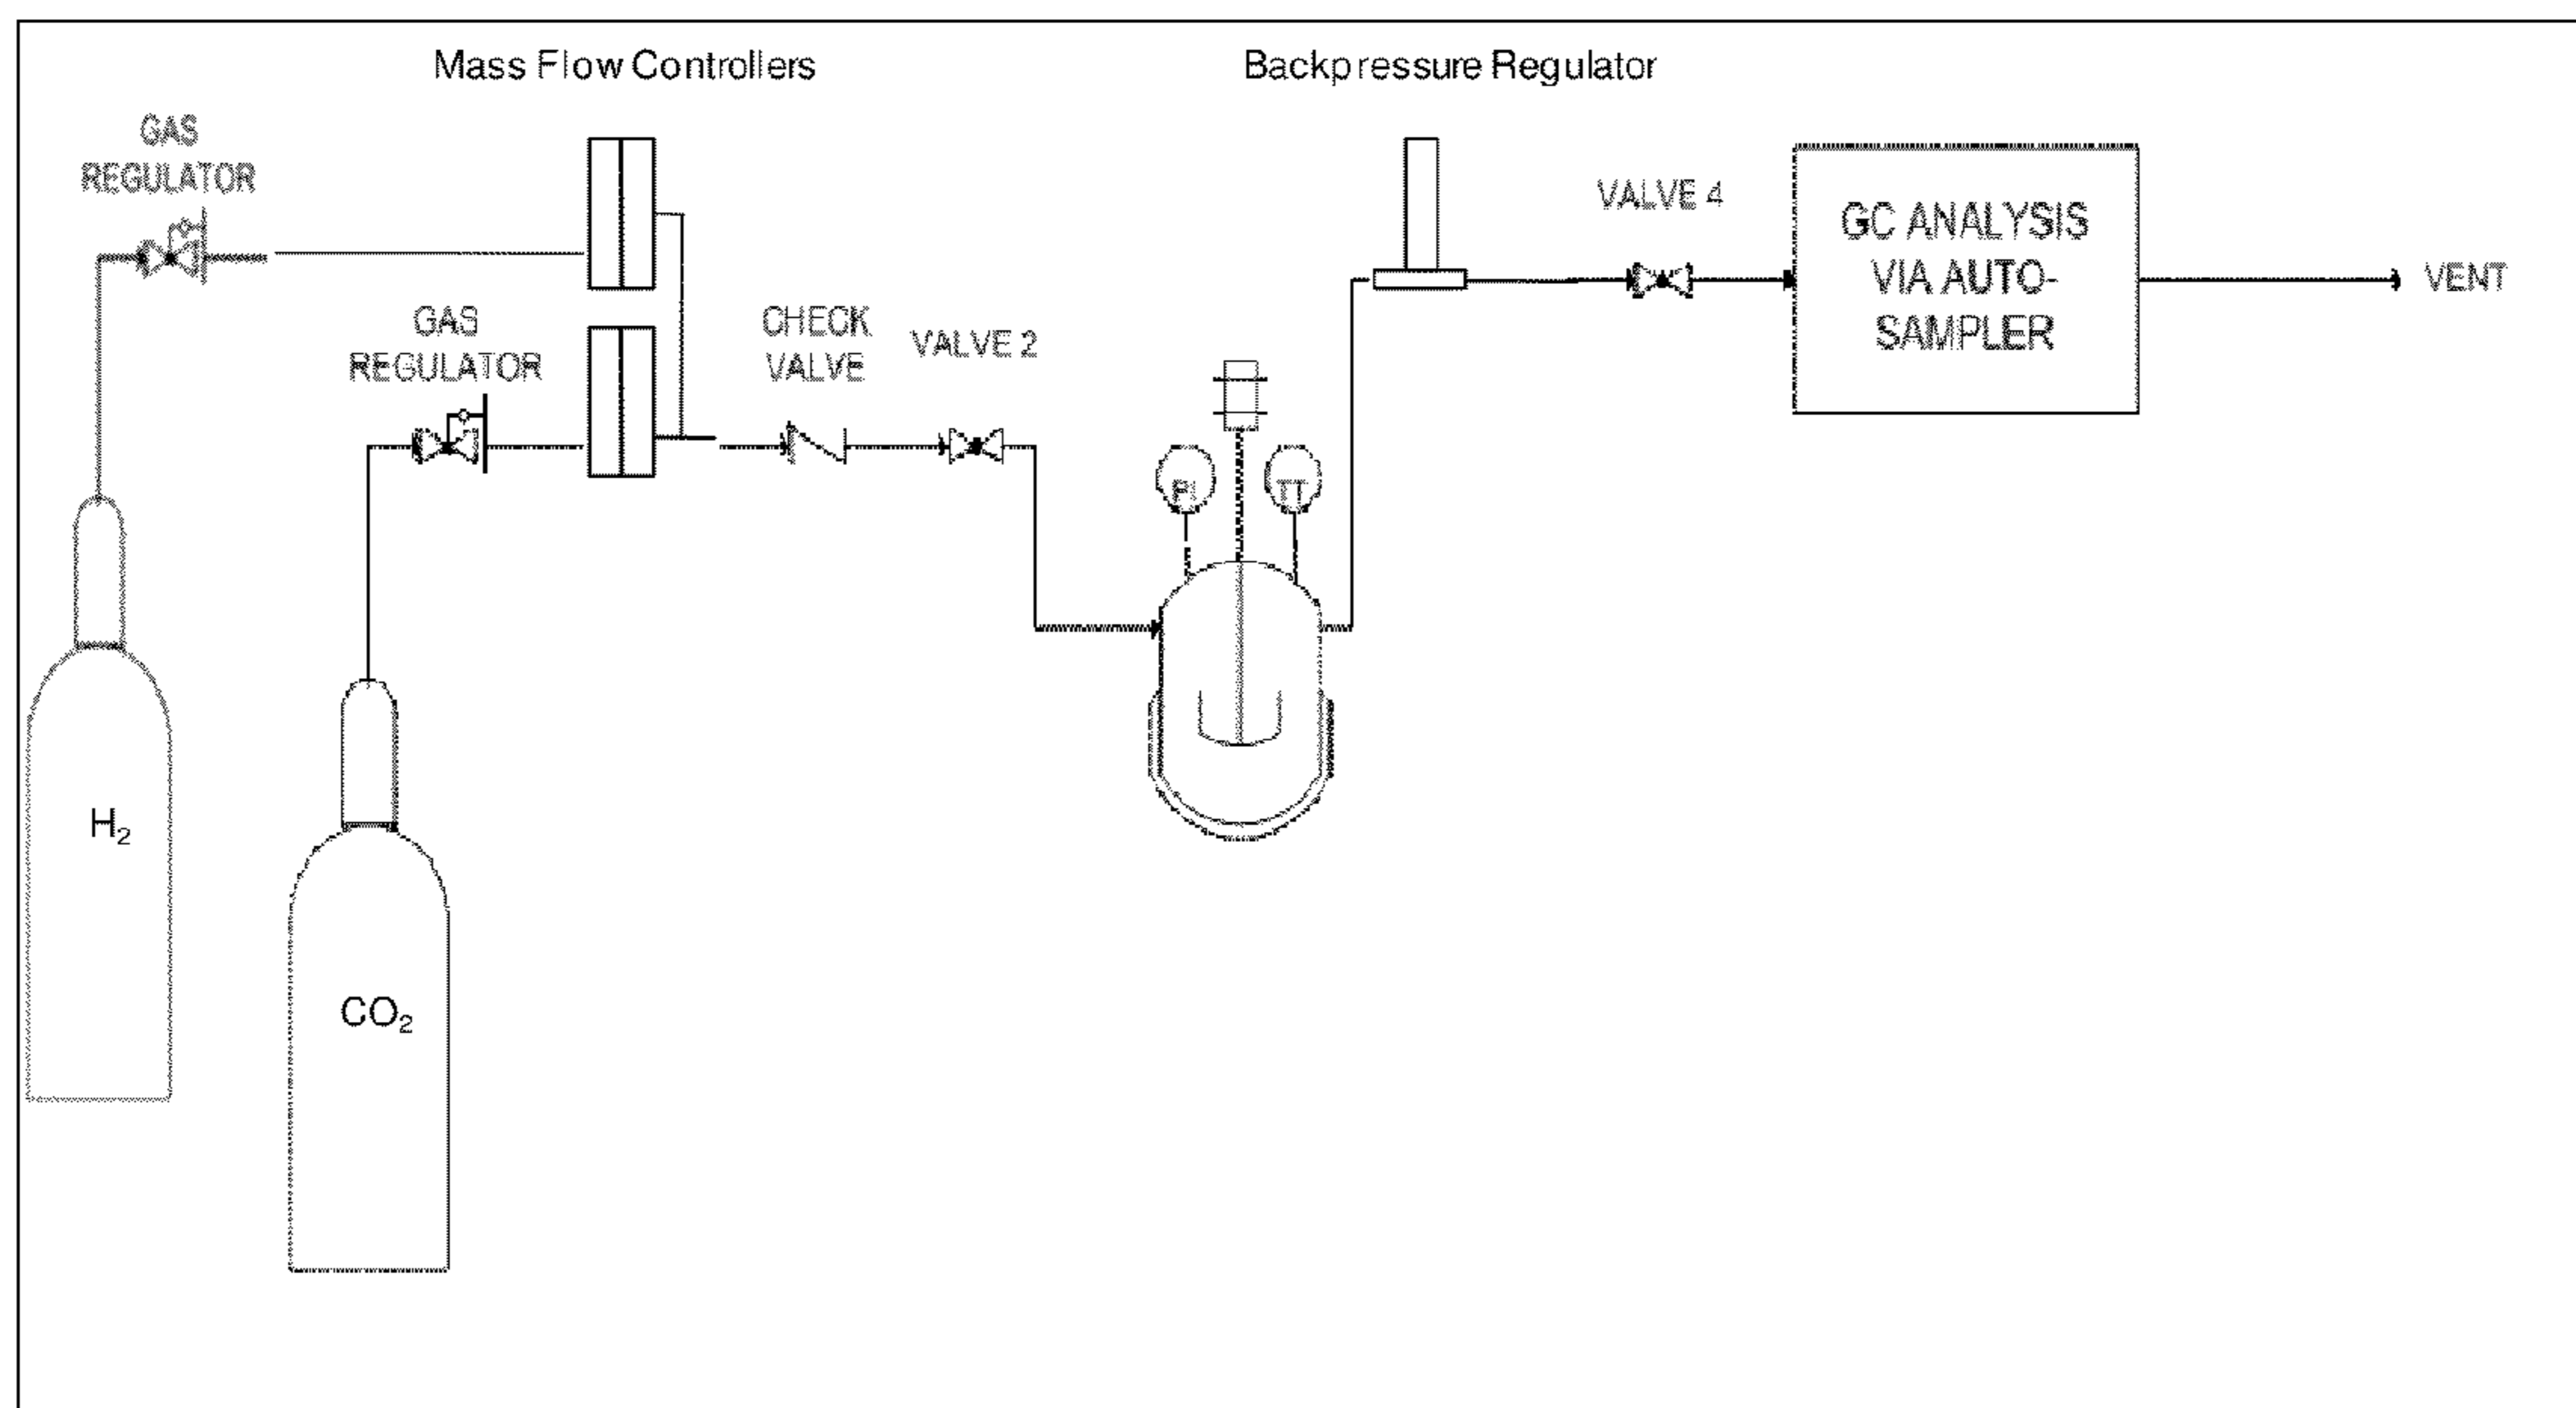 Mass Flow Controllers
Backpressure Regulator
GAS
REGULATOR
VALVE 4
GC ANALYSIS
VIA AUTO-
SAMPLER
VENT
GAS
REGULATOR
CHECK
VALVE
VALVE 2
PI
TT
H₂
CO₂